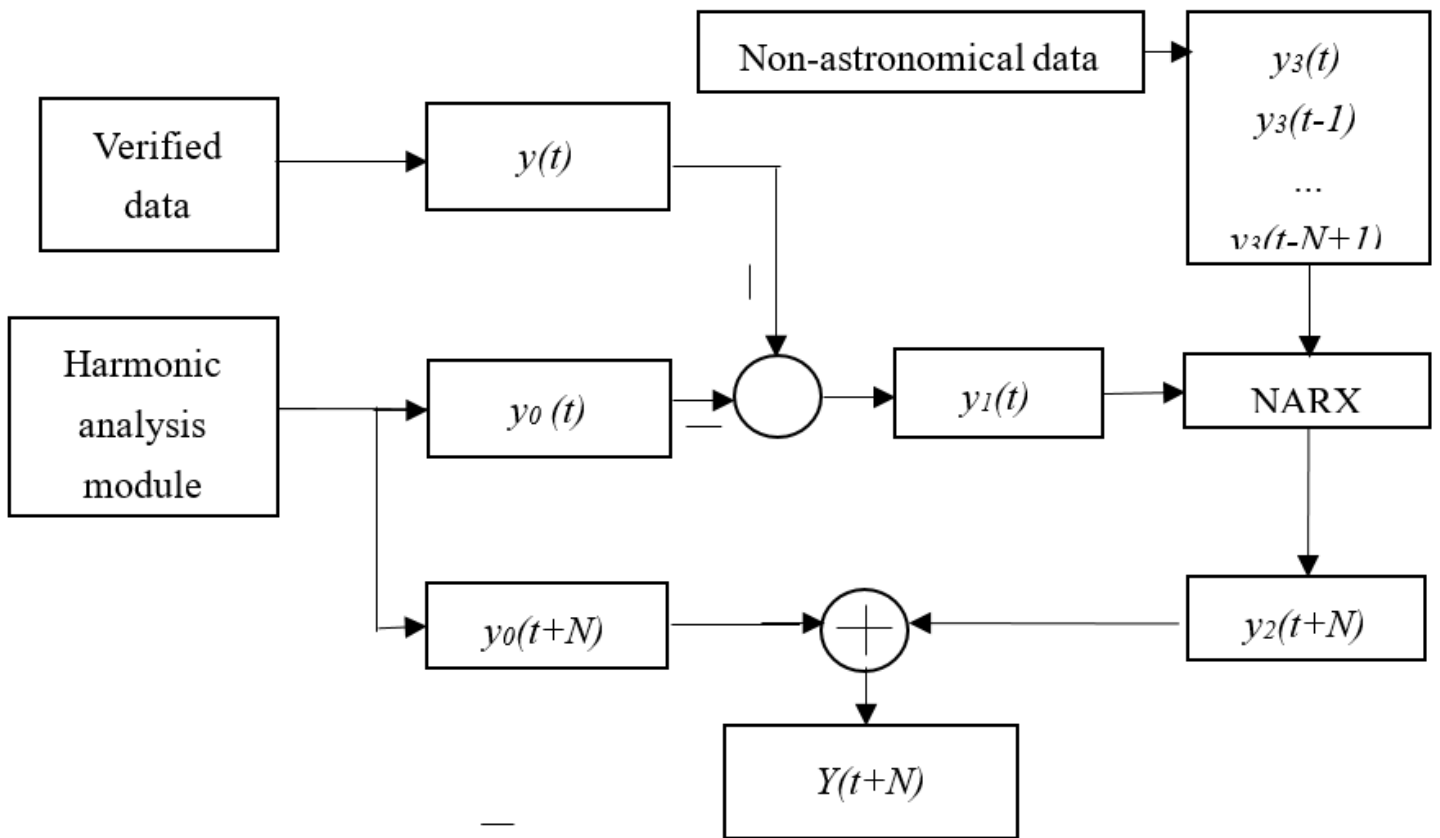 Non-astronomical data
y₃(t)
y₃(t-1)
...
y₃(t-N+1)
Verified
data
y(t)
Harmonic
analysis
module
y₀ (t)
y₁(t)
NARX
y₀(t+N)
+
y₂(t+N)
Y(t+N)